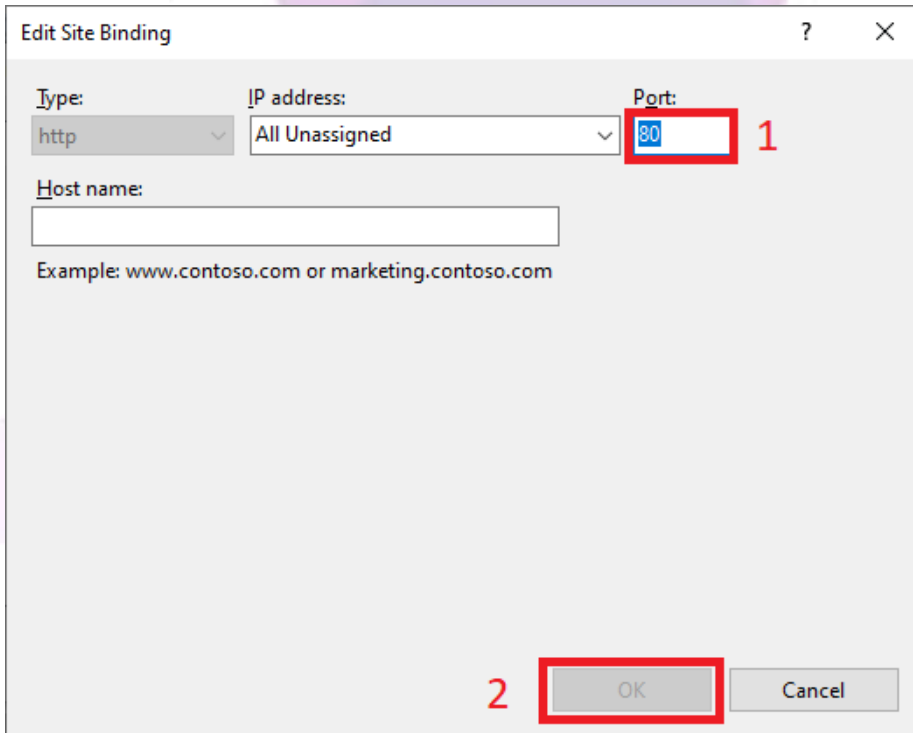 Edit Site Binding ?
Type: IP address: Port:
http All Unassigned 80 1
Host name:
Example: www.contoso.com or marketing.contoso.com
2 OK Cancel